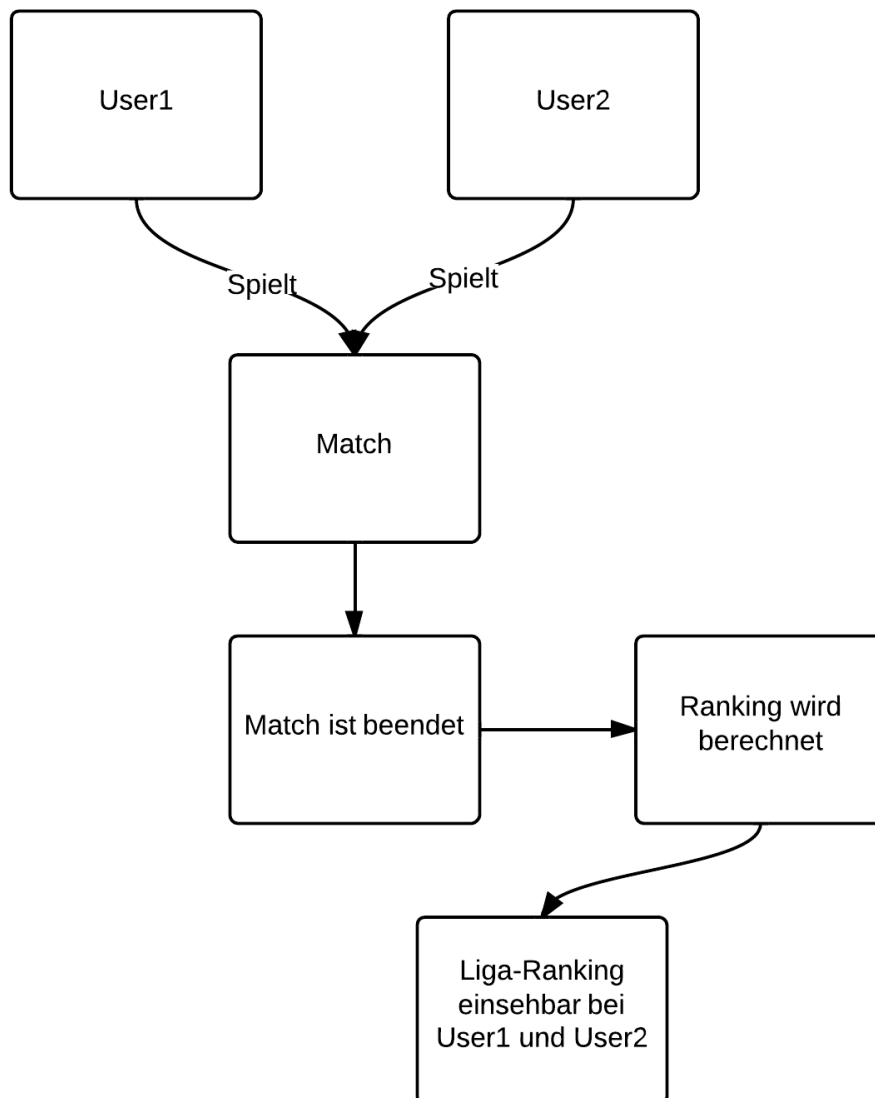 User1
User2
Spielt
Spielt
Match
Match ist beendet
Ranking wird
berechnet
Liga-Ranking
einsehbar bei
User1 und User2